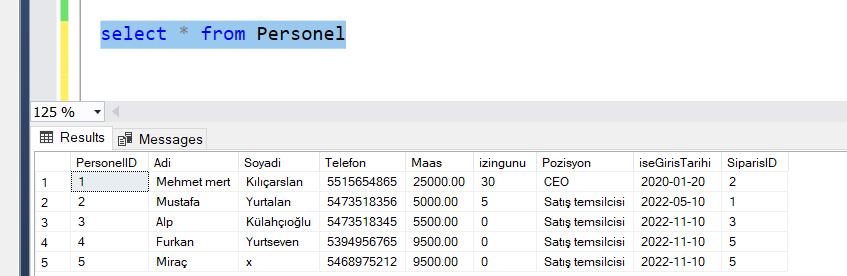 select * from Personel
125 %
Results Messages
PersonelID Adi Soyadi Telefon Maas izingunu Pozisyon iseGirisTarihi SiparisID
1 1 Mehmet mert Kılıçarslan 5515654865 25000.00 30 CEO 2020-01-20 2
2 2 Mustafa Yurtalan 5473518356 5000.00 5 Satış temsilcisi 2022-05-10 1
3 3 Alp Külahçıoğlu 5473518345 5500.00 0 Satış temsilcisi 2022-11-10 3
4 4 Furkan Yurtseven 5394956765 9500.00 0 Satış temsilcisi 2022-11-10 5
5 5 Miraç x 5468975212 9500.00 0 Satış temsilcisi 2022-11-10 5